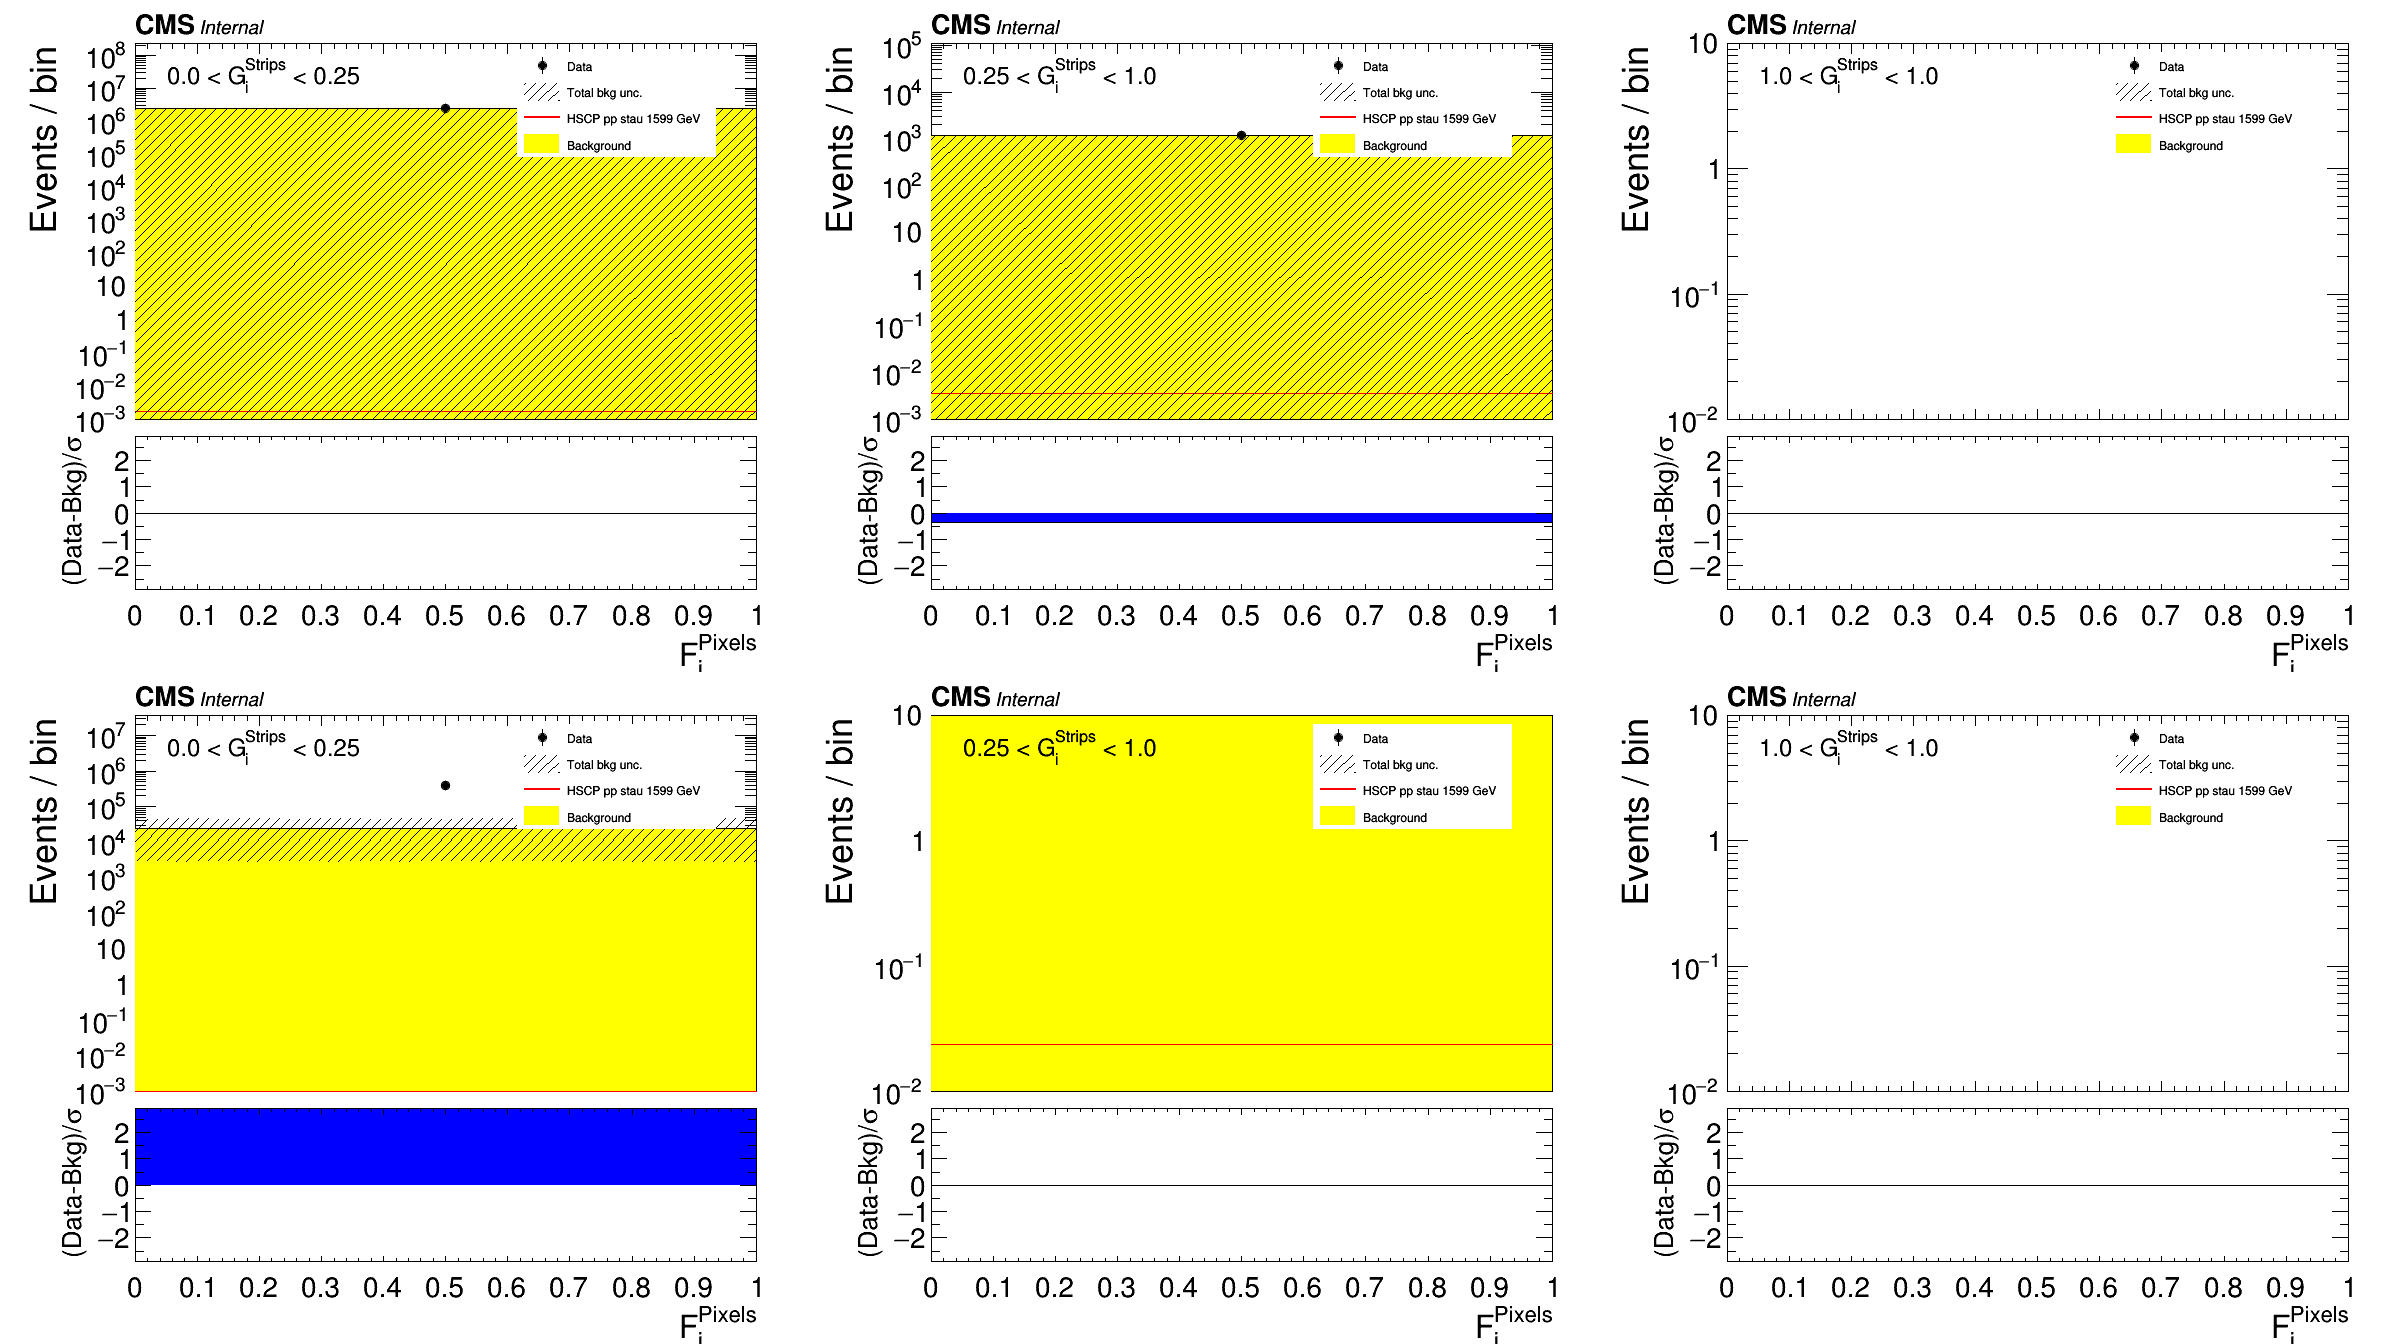 CMS Internal
Events / bin
10^8
10^7
10^6
10^5
10^4
10^3
10^2
10
1
10^−1
10^−2
10^−3
0.0 < G_i^Strips < 0.25
Data
Total bkg unc.
HSCP pp stau 1599 GeV
Background
(Data-Bkg)/σ
2
1
0
−1
−2
0 0.1 0.2 0.3 0.4 0.5 0.6 0.7 0.8 0.9 1
F_i^Pixels
CMS Internal
Events / bin
10^5
10^4
10^3
10^2
10
1
10^−1
10^−2
10^−3
0.25 < G_i^Strips < 1.0
Data
Total bkg unc.
HSCP pp stau 1599 GeV
Background
(Data-Bkg)/σ
2
1
0
−1
−2
0 0.1 0.2 0.3 0.4 0.5 0.6 0.7 0.8 0.9 1
F_i^Pixels
CMS Internal
Events / bin
10
1
10^−1
10^−2
1.0 < G_i^Strips < 1.0
Data
Total bkg unc.
HSCP pp stau 1599 GeV
Background
(Data-Bkg)/σ
2
1
0
−1
−2
0 0.1 0.2 0.3 0.4 0.5 0.6 0.7 0.8 0.9 1
F_i^Pixels
CMS Internal
Events / bin
10^7
10^6
10^5
10^4
10^3
10^2
10
1
10^−1
10^−2
10^−3
0.0 < G_i^Strips < 0.25
Data
Total bkg unc.
HSCP pp stau 1599 GeV
Background
(Data-Bkg)/σ
2
1
0
−1
−2
0 0.1 0.2 0.3 0.4 0.5 0.6 0.7 0.8 0.9 1
F_i^Pixels
CMS Internal
Events / bin
10
1
10^−1
10^−2
0.25 < G_i^Strips < 1.0
Data
Total bkg unc.
HSCP pp stau 1599 GeV
Background
(Data-Bkg)/σ
2
1
0
−1
−2
0 0.1 0.2 0.3 0.4 0.5 0.6 0.7 0.8 0.9 1
F_i^Pixels
CMS Internal
Events / bin
10
1
10^−1
10^−2
1.0 < G_i^Strips < 1.0
Data
Total bkg unc.
HSCP pp stau 1599 GeV
Background
(Data-Bkg)/σ
2
1
0
−1
−2
0 0.1 0.2 0.3 0.4 0.5 0.6 0.7 0.8 0.9 1
F_i^Pixels